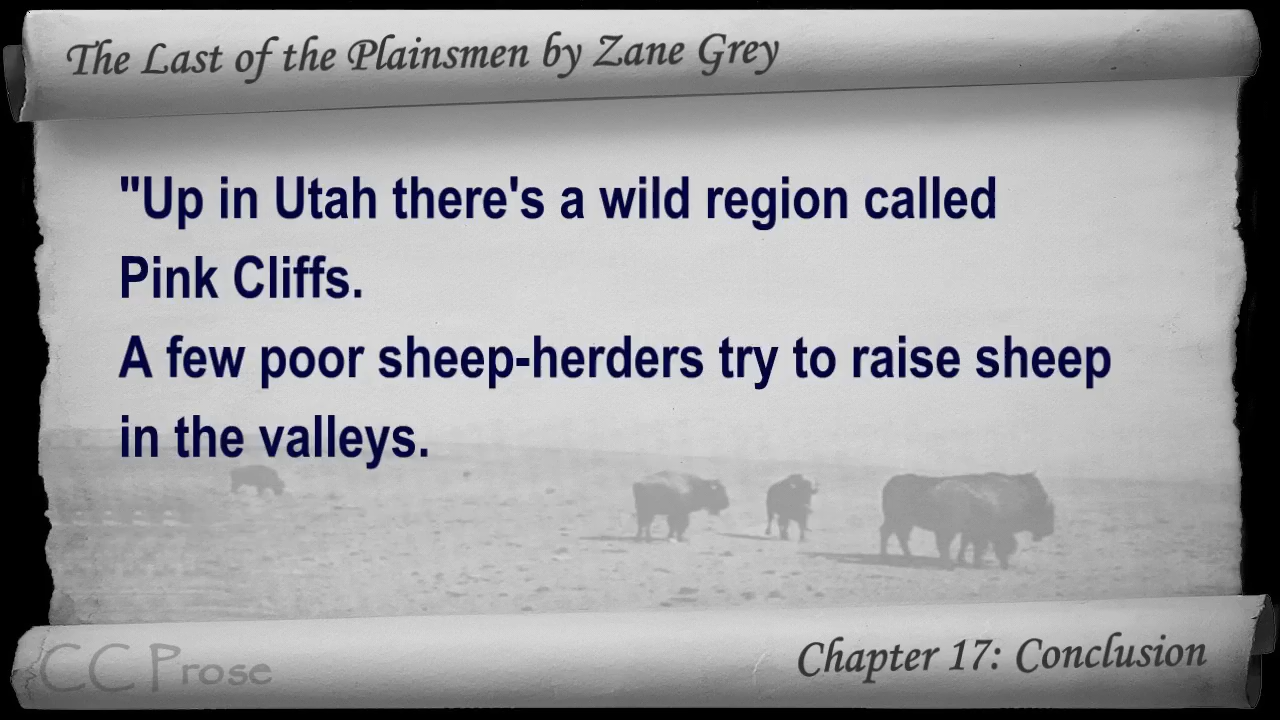 The Last of the Plainsmen by Zane Grey
"Up in Utah there's a wild region called
Pink Cliffs.
A few poor sheep-herders try to raise sheep
in the valleys.
CC Prose
Chapter 17: Conclusion